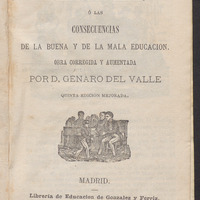 Ó LAS
CONSECUENCIAS
DE LA BUENA Y DE LA MALA EDUCACION.
OBRA CORREGIDA Y AUMENTADA
POR D. GENARO DEL VALLE
QUINTA EDICION MEJORADA.
MADRID.
Librería de Educacion de Gonzalez y Ferrin.